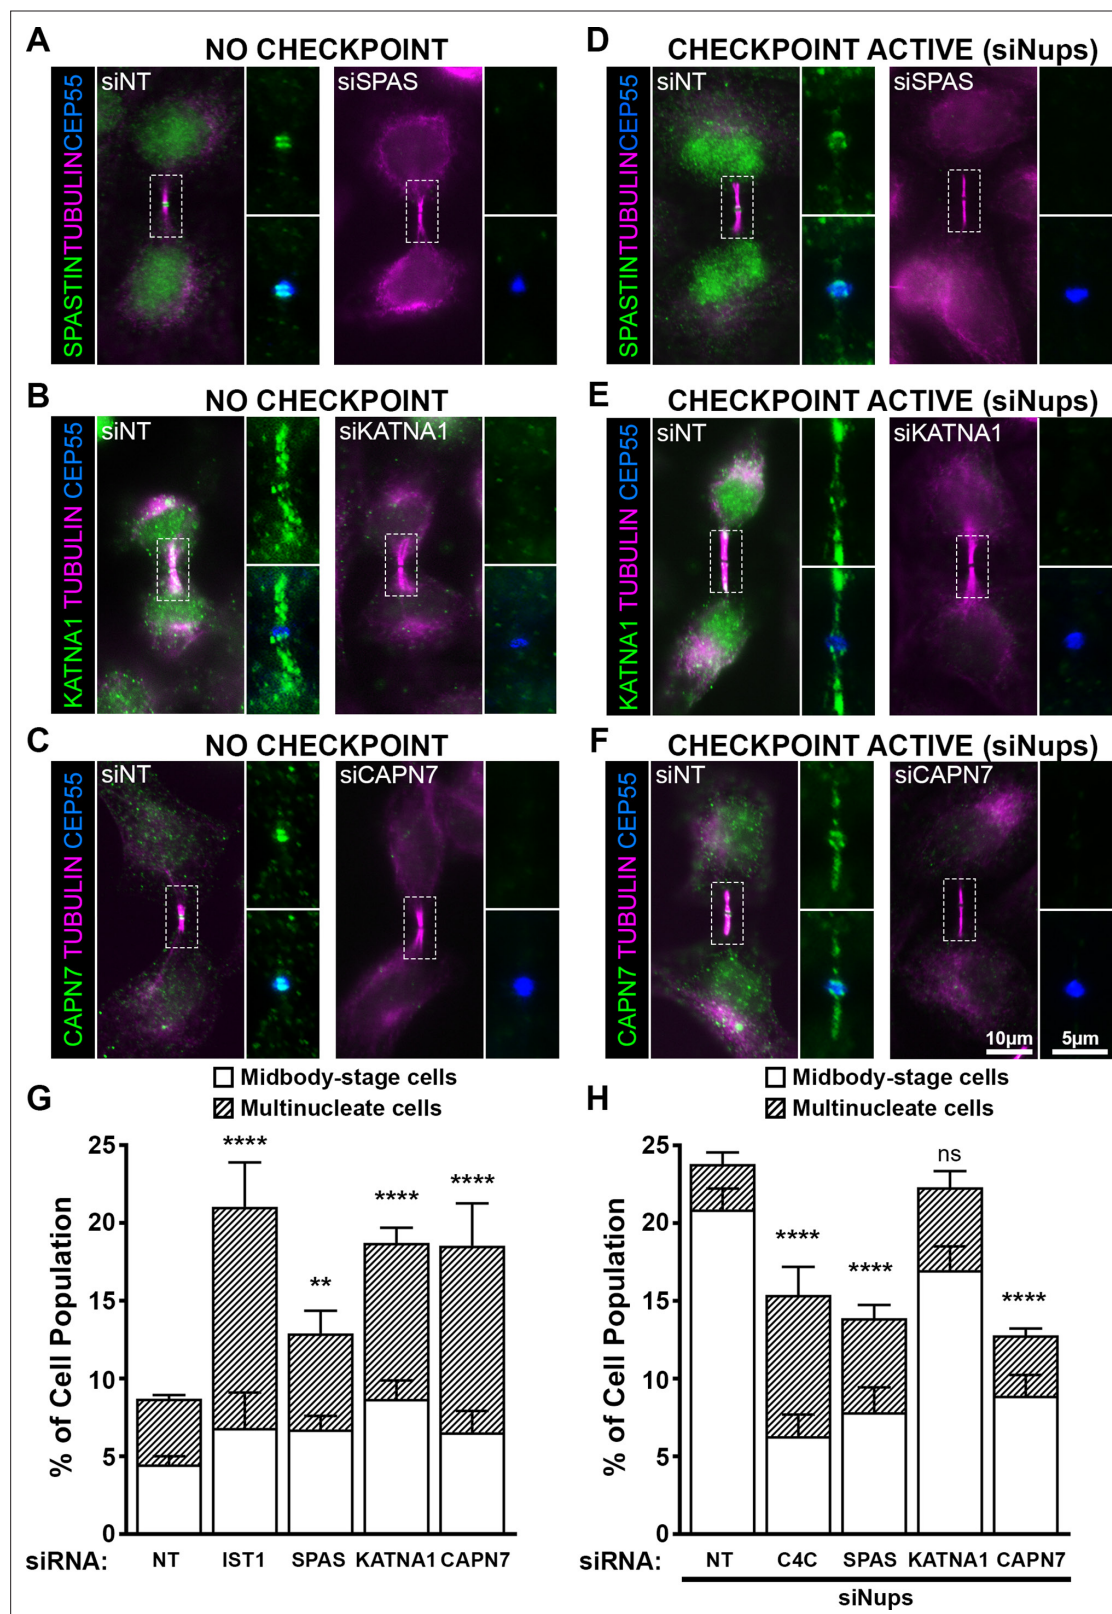 A
NO CHECKPOINT
SPASTIN TUBULIN CEP55
siNT
siSPAS
D
CHECKPOINT ACTIVE (siNups)
SPASTIN TUBULIN CEP55
siNT
siSPAS
B
NO CHECKPOINT
KATNA1 TUBULIN CEP55
siNT
siKATNA1
E
CHECKPOINT ACTIVE (siNups)
KATNA1 TUBULIN CEP55
siNT
siKATNA1
C
NO CHECKPOINT
CAPN7 TUBULIN CEP55
siNT
siCAPN7
F
CHECKPOINT ACTIVE (siNups)
CAPN7 TUBULIN CEP55
siNT
siCAPN7
10µm
5µm
G
Midbody-stage cells
Multinucleate cells
% of Cell Population
25
20
15
10
5
0
****
**
****
****
siRNA:
NT
IST1
SPAS
KATNA1
CAPN7
H
Midbody-stage cells
Multinucleate cells
% of Cell Population
25
20
15
10
5
0
****
****
ns
****
siRNA:
NT
C4C
SPAS
KATNA1
CAPN7
siNups